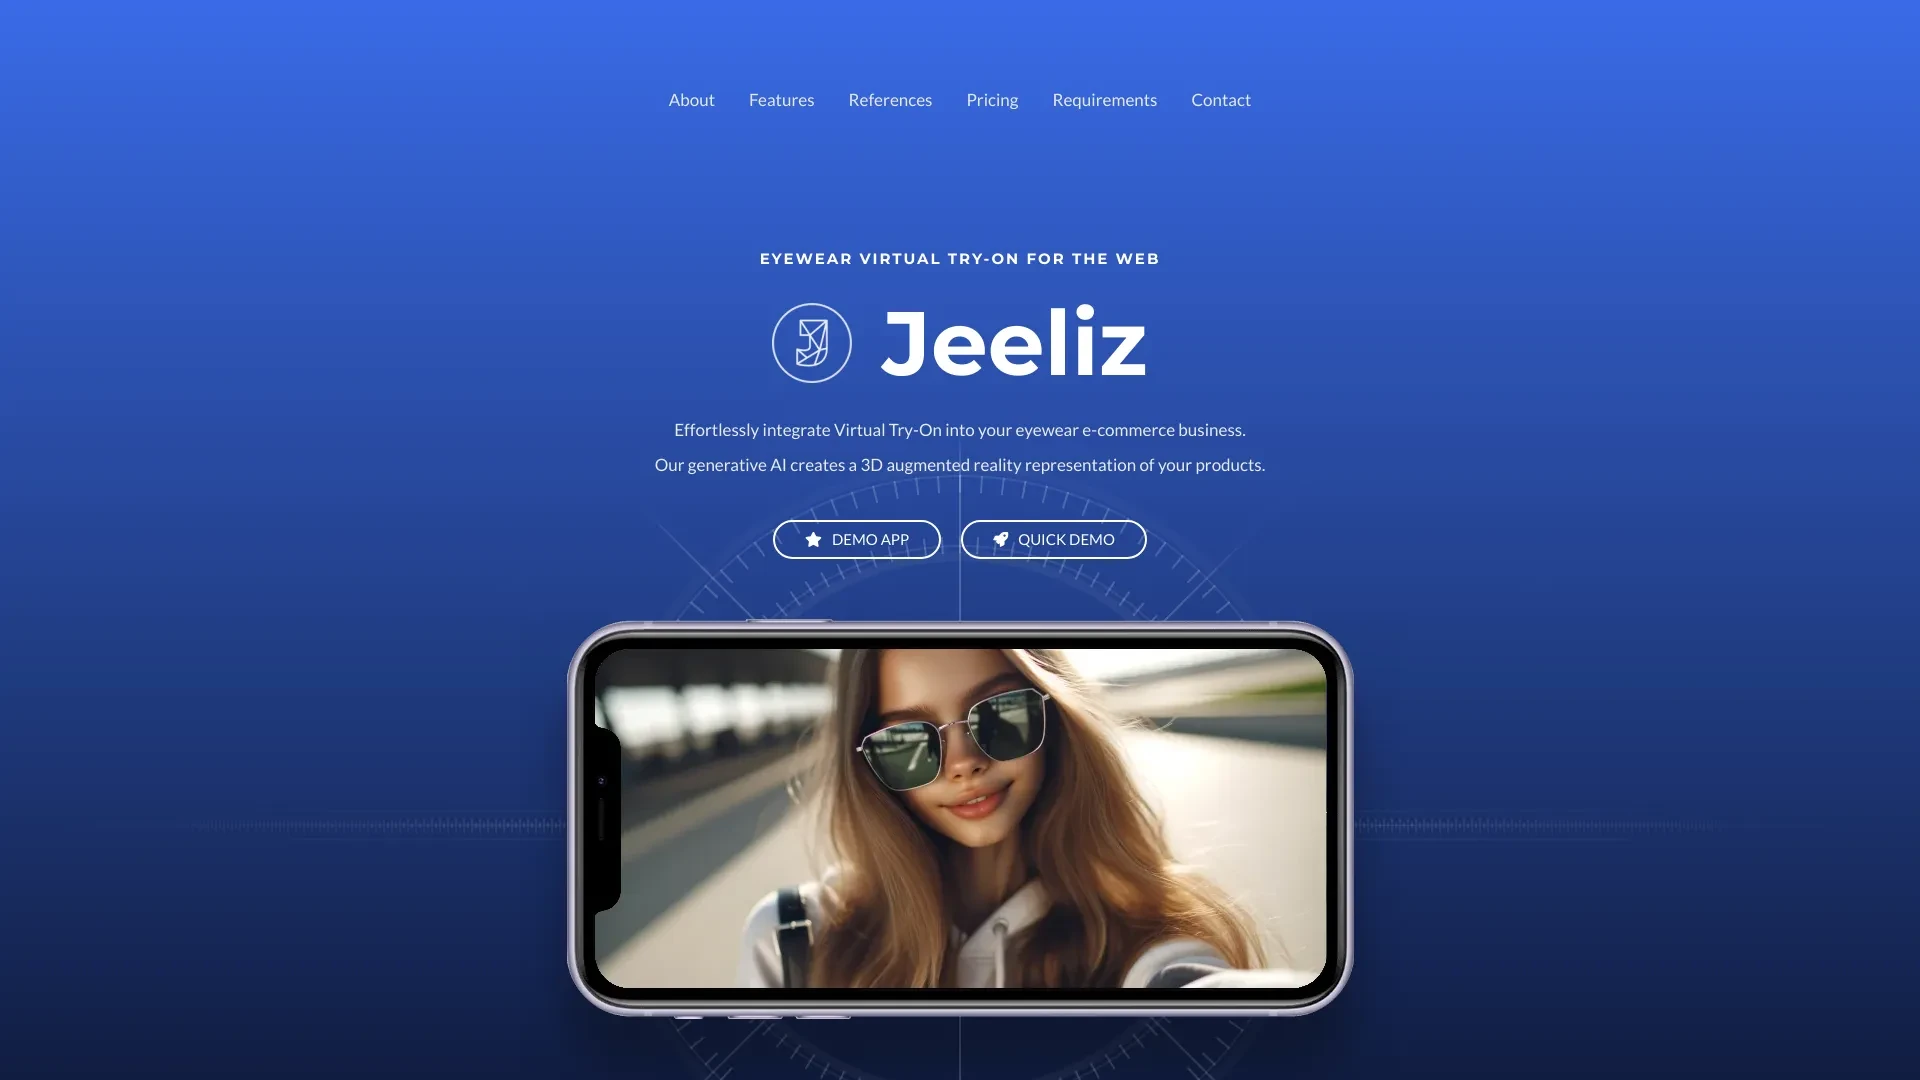 About Features References Pricing Requirements Contact
EYEWEAR VIRTUAL TRY-ON FOR THE WEB
Jeeliz
Effortlessly integrate Virtual Try-On into your eyewear e-commerce business.
Our generative AI creates a 3D augmented reality representation of your products.
DEMO APP QUICK DEMO